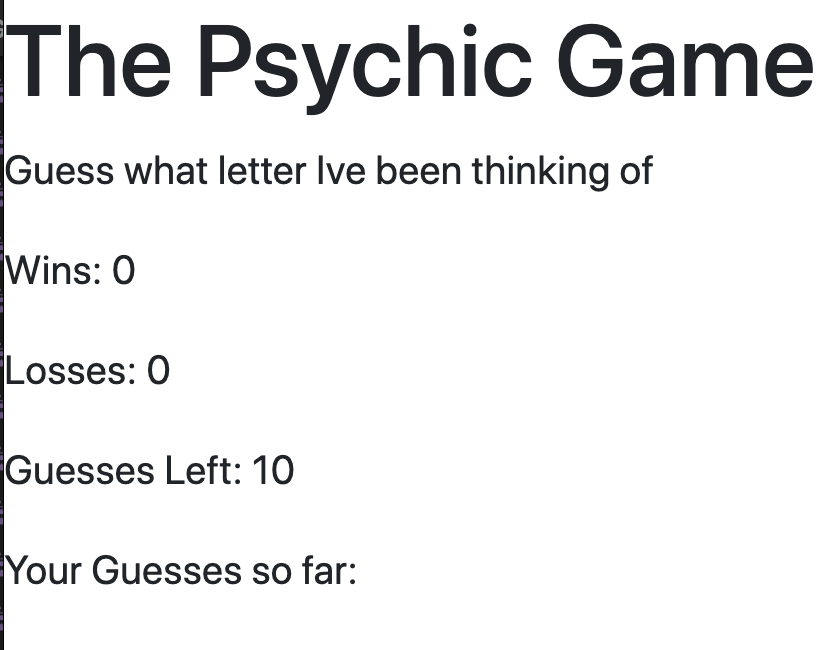 The Psychic Game
Guess what letter Ive been thinking of
Wins: 0
Losses: 0
Guesses Left: 10
Your Guesses so far: